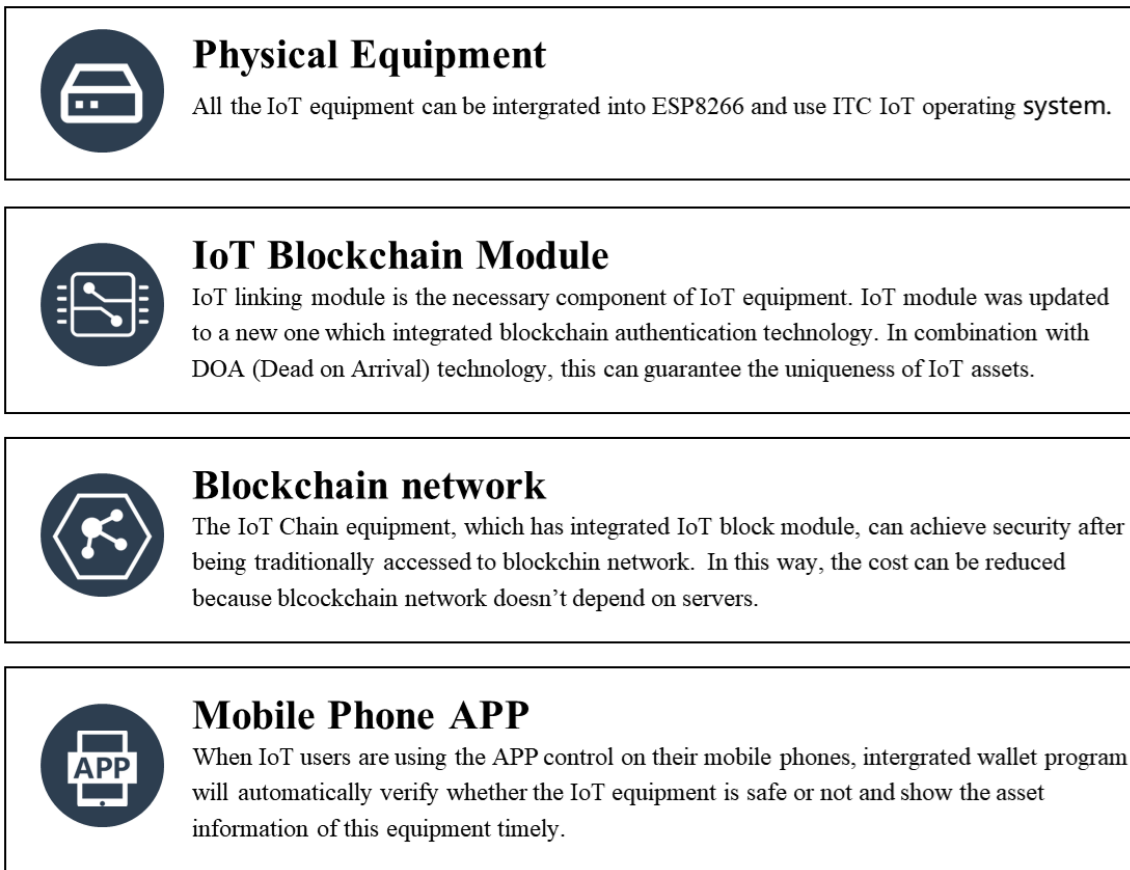 Physical Equipment
All the IoT equipment can be intergrated into ESP8266 and use ITC IoT operating system.
IoT Blockchain Module
IoT linking module is the necessary component of IoT equipment. IoT module was updated
to a new one which integrated blockchain authentication technology. In combination with
DOA (Dead on Arrival) technology, this can guarantee the uniqueness of IoT assets.
Blockchain network
The IoT Chain equipment, which has integrated IoT block module, can achieve security after
being traditionally accessed to blockchin network. In this way, the cost can be reduced
because blcockchain network doesn’t depend on servers.
APP
Mobile Phone APP
When IoT users are using the APP control on their mobile phones, intergrated wallet program
will automatically verify whether the IoT equipment is safe or not and show the asset
information of this equipment timely.